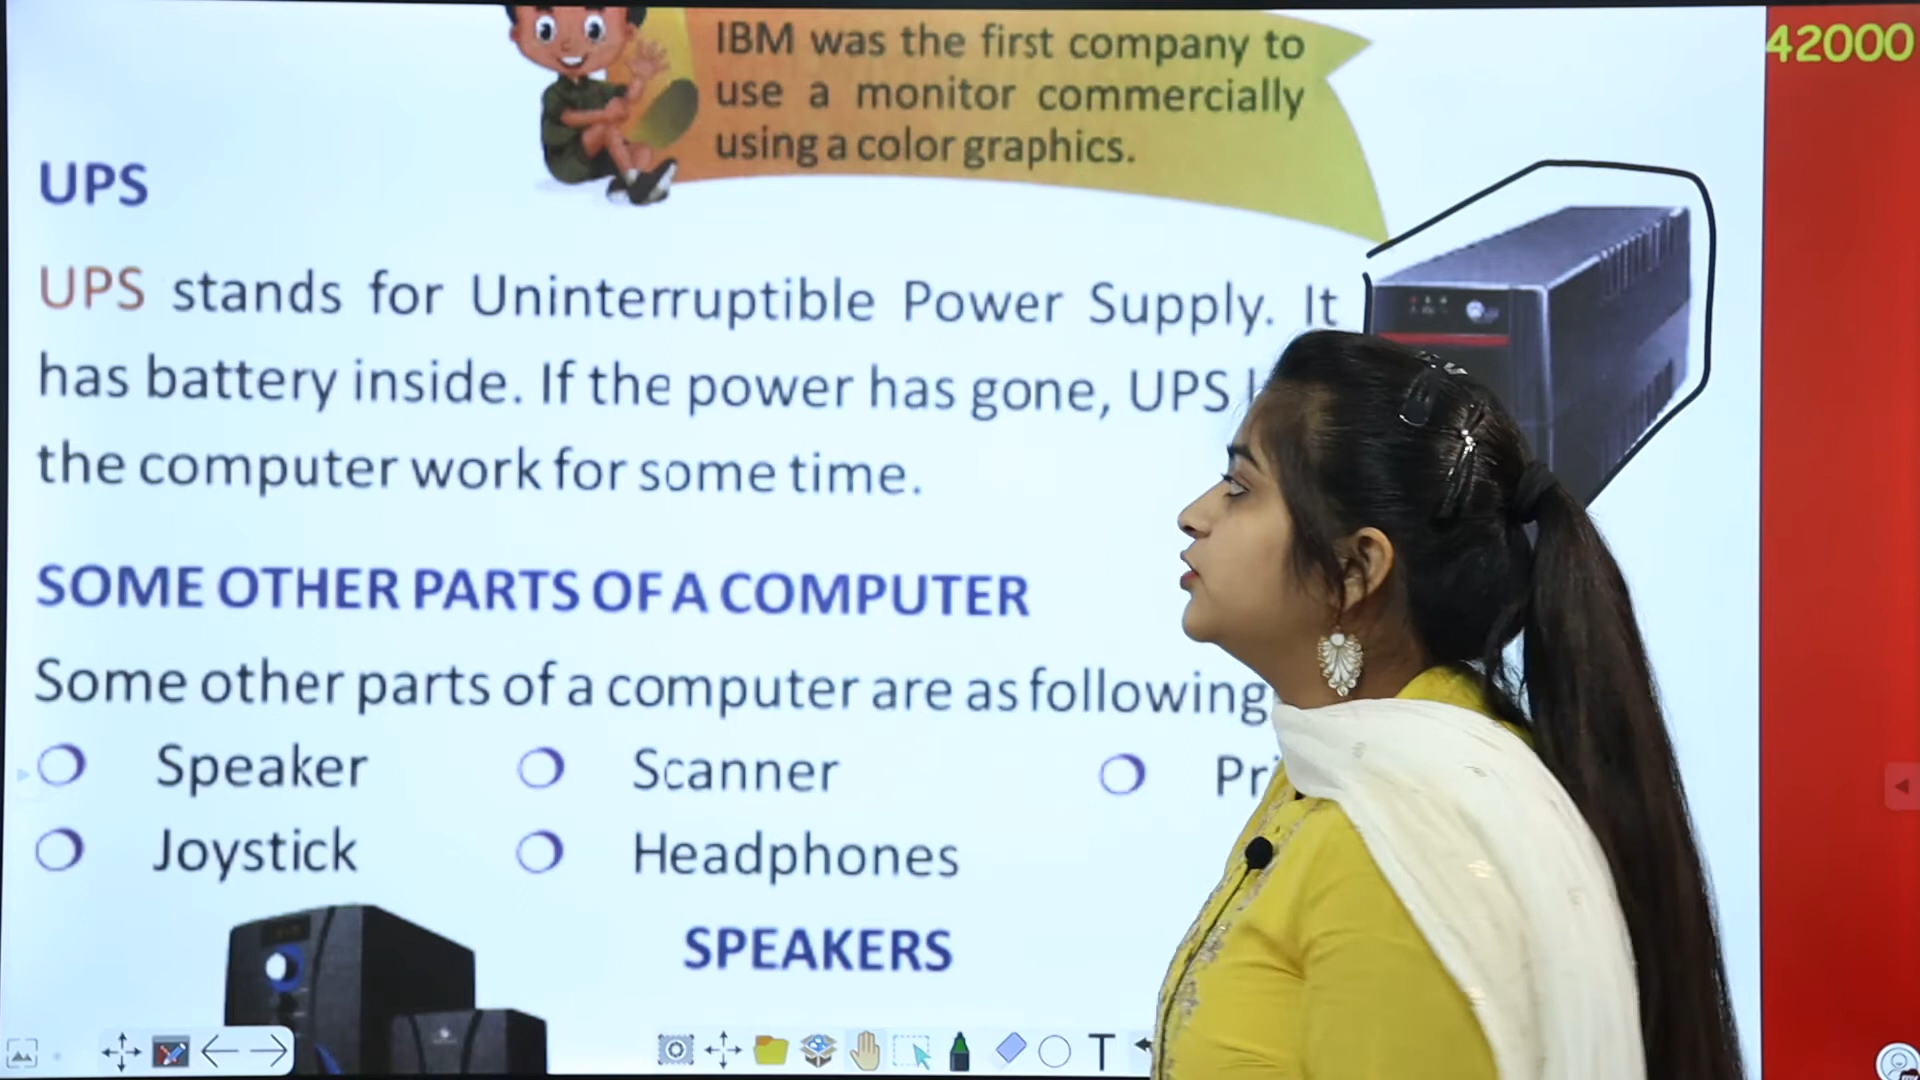 IBM was the first company to
use a monitor commercially
using a color graphics.
42000
UPS
UPS stands for Uninterruptible Power Supply. It
has battery inside. If the power has gone, UPS
the computer work for some time.
SOME OTHER PARTS OF A COMPUTER
Some other parts of a computer are as following
Speaker Scanner
Joystick Headphones
SPEAKERS
T